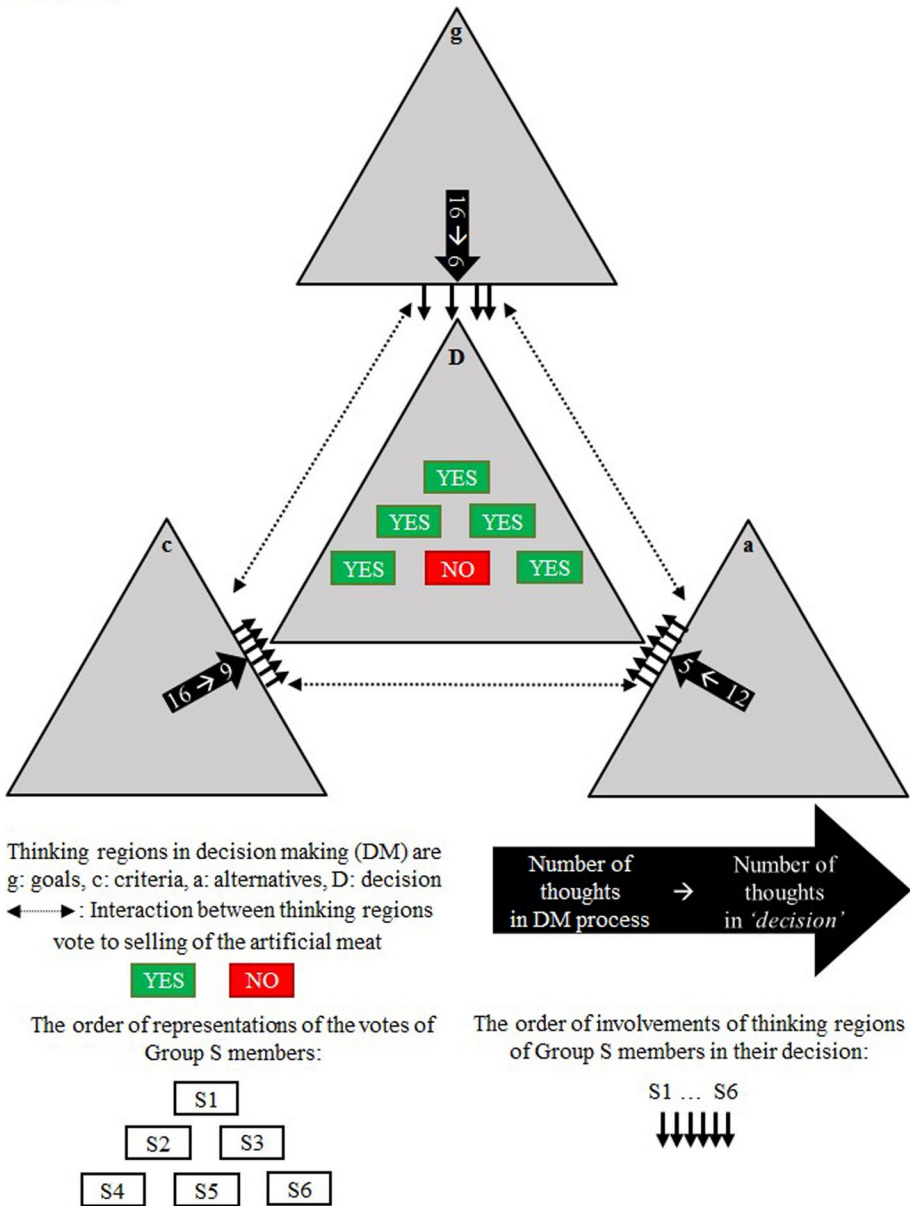 g
16 → 6
D
YES
YES YES
YES NO YES
c
a
16 → 9
5 ← 12
Thinking regions in decision making (DM) are
g: goals, c: criteria, a: alternatives, D: decision
: Interaction between thinking regions
vote to selling of the artificial meat
YES NO
The order of representations of the votes of
Group S members:
S1
S2 S3
S4 S5 S6
Number of
thoughts
in DM process
→
Number of
thoughts
in ‘decision’
The order of involvements of thinking regions
of Group S members in their decision:
S1 … S6